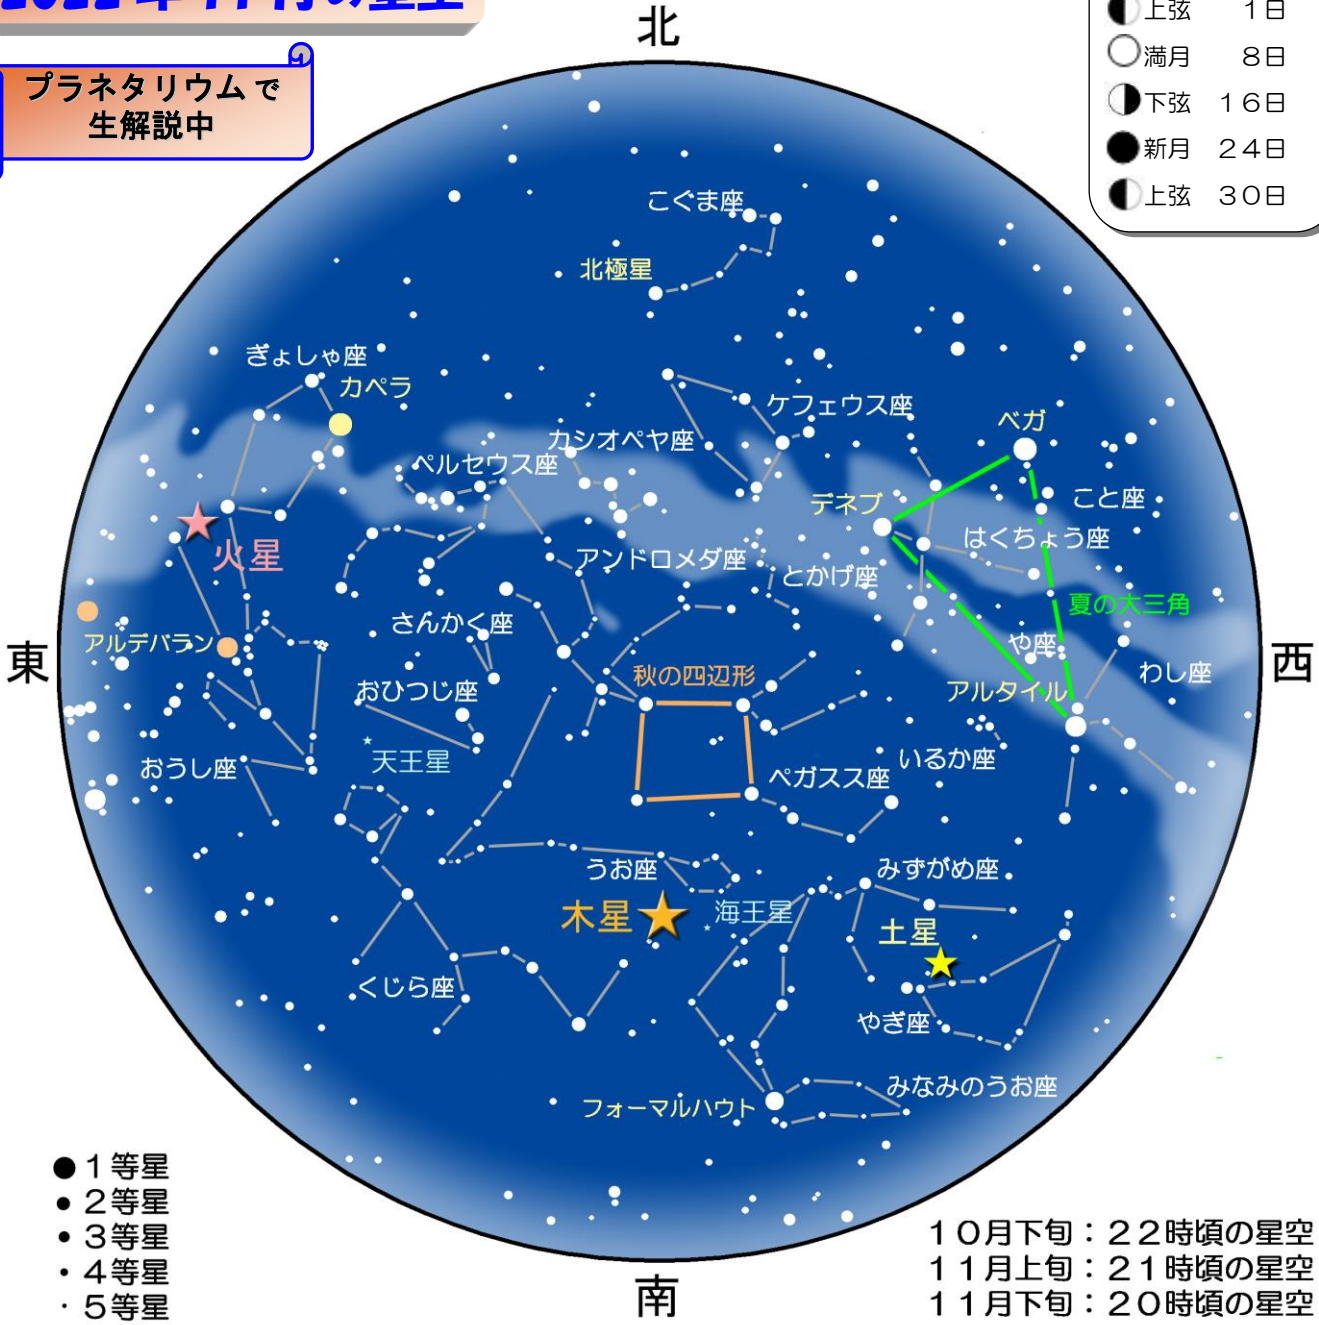 2022年11月の星空
北
プラネタリウムで
生解説中
上弦 1日
満月 8日
下弦 16日
新月 24日
上弦 30日
こぐま座
北極星
ぎょしゃ座
カペラ
ケフェウス座
ベガ
カシオペヤ座
ペルセウス座
デネブ
こと座
はくちょう座
火星
アンドロメダ座
とかげ座
夏の大三角
さんかく座
アルデバラン
や座
東
西
わし座
秋の四辺形
おひつじ座
アルタイル
天王星
いるか座
おうし座
ペガスス座
うお座
みずがめ座
木星
海王星
土星
くじら座
やぎ座
みなみのうお座
フォーマルハウト
●1等星
●2等星
●3等星
・4等星
・5等星
10月下旬：22時頃の星空
11月上旬：21時頃の星空
11月下旬：20時頃の星空
南